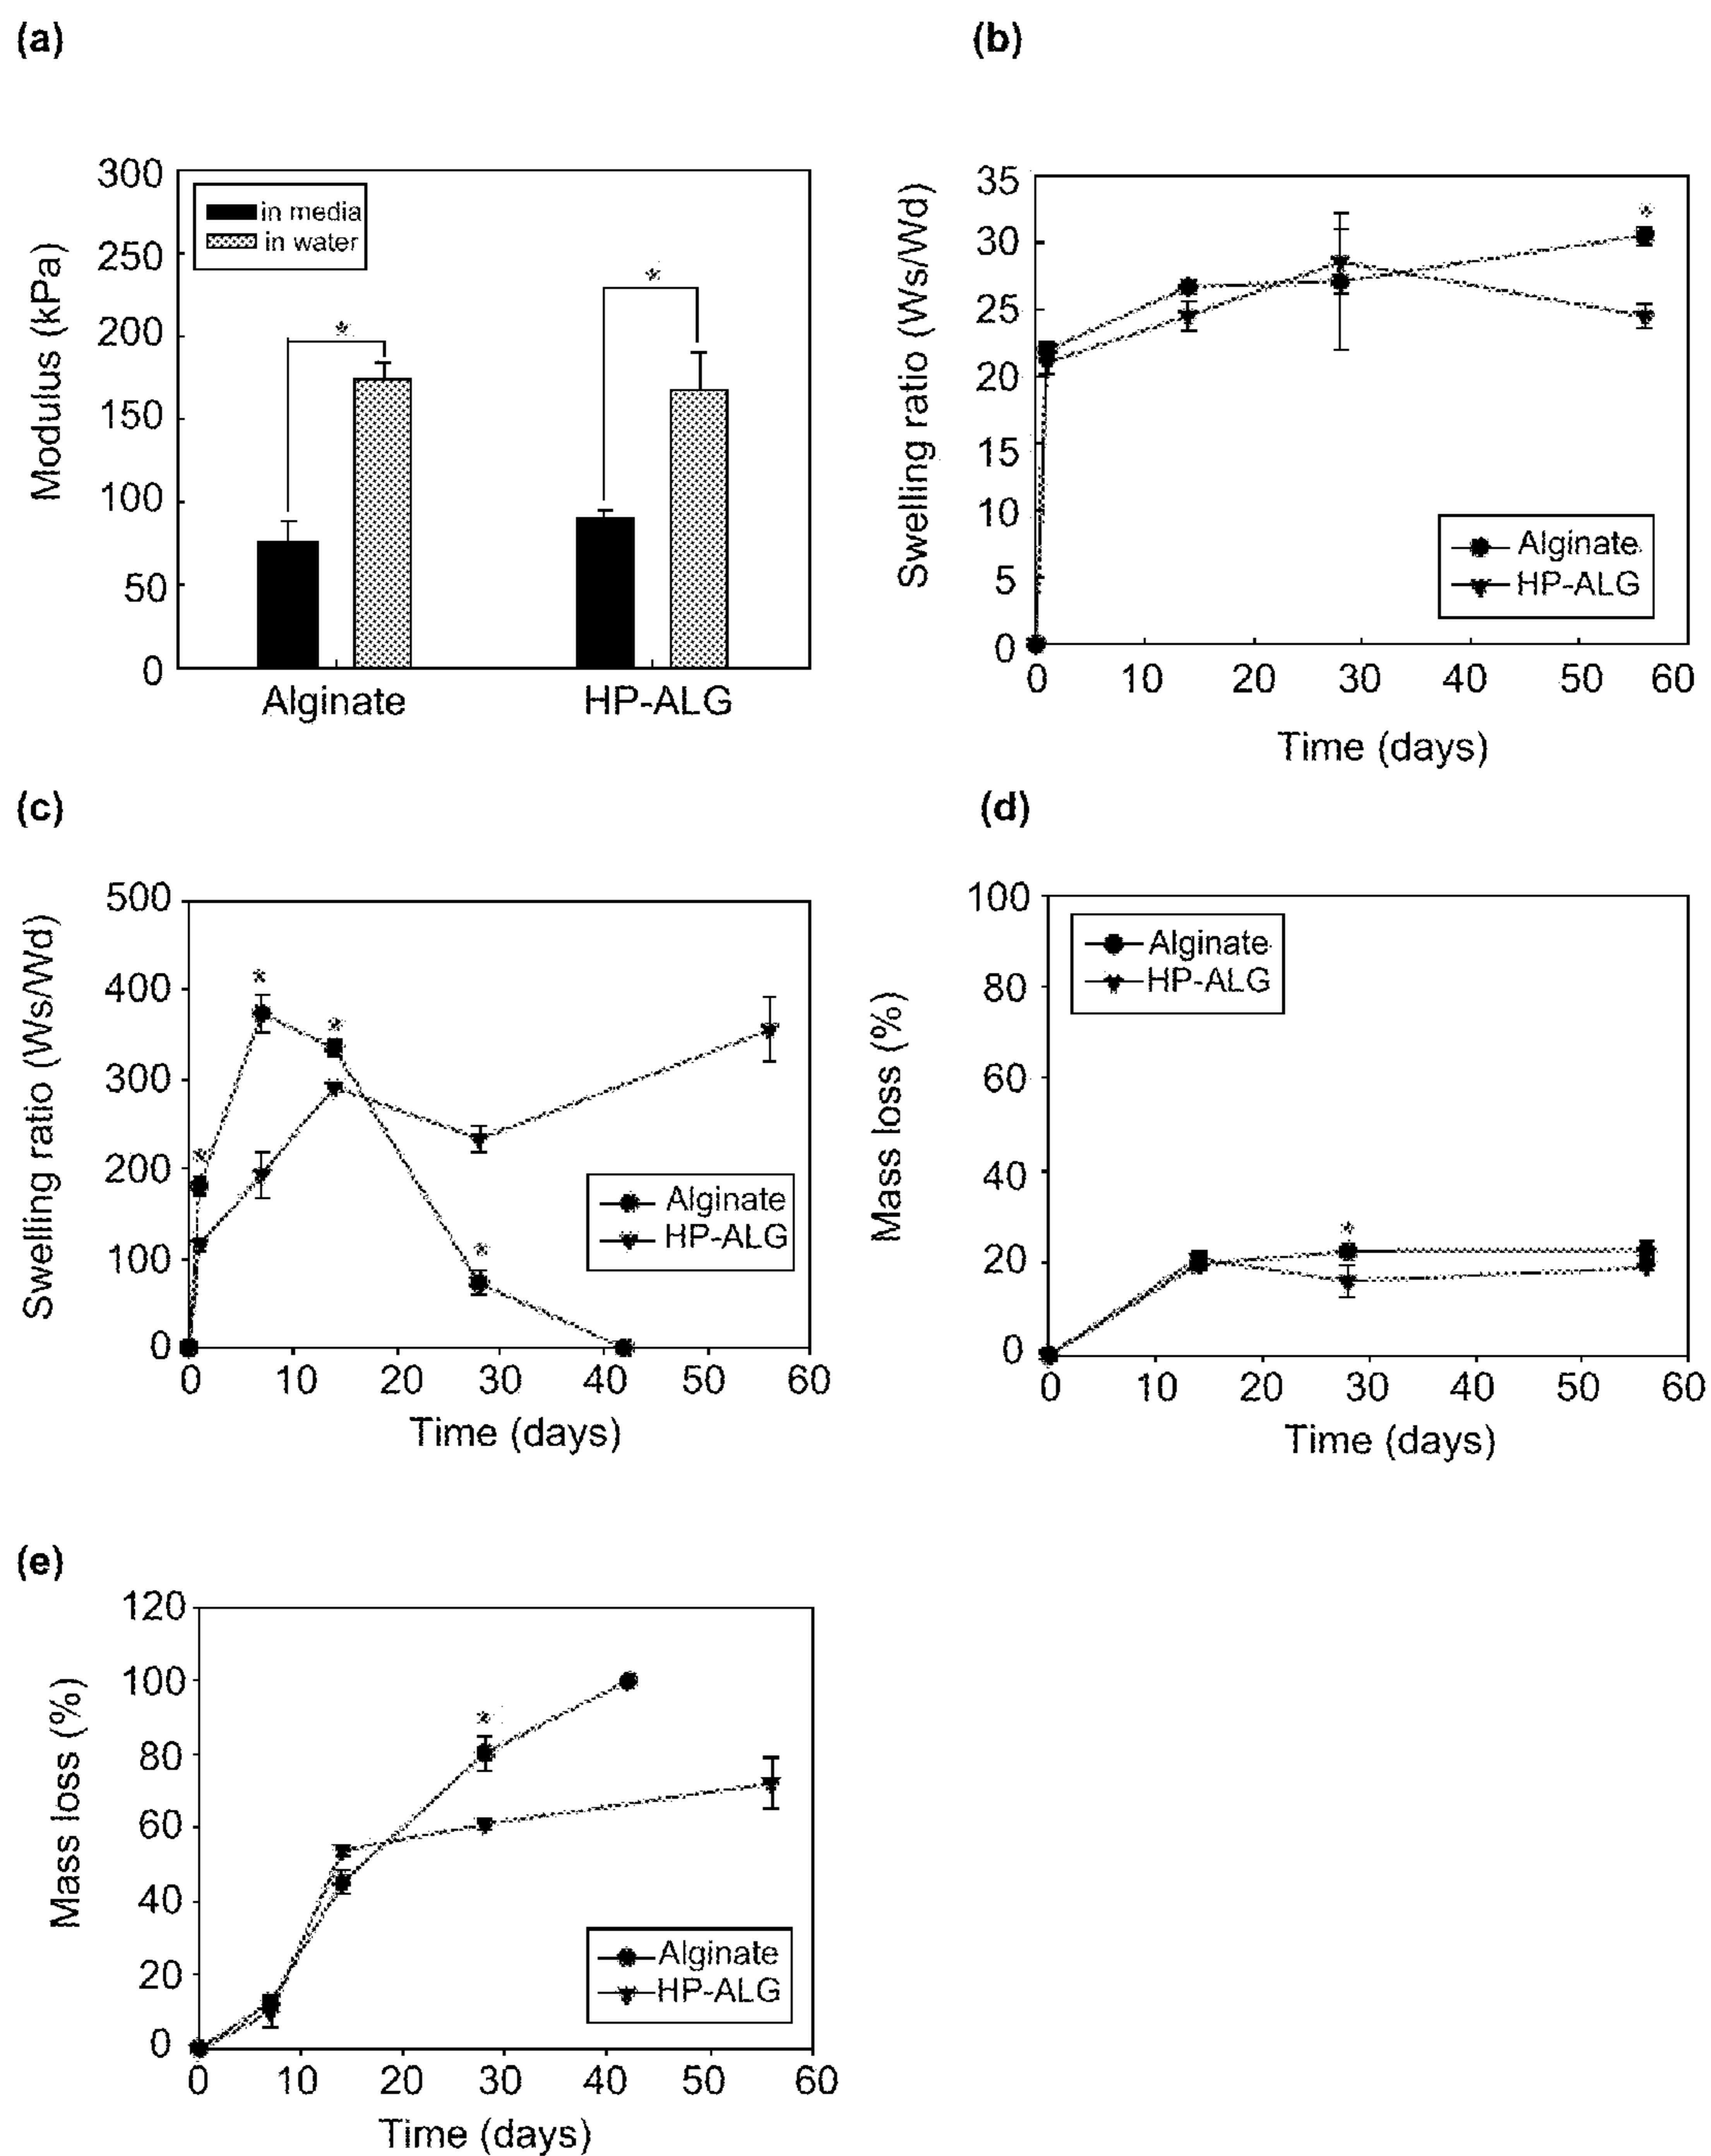 (a)
300
250
200
150
100
50
0
Modulus (kPa)
in media
in water
*
*
Alginate
HP-ALG
(b)
35
30
25
20
15
10
5
0
Swelling ratio (Ws/Wd)
*
Alginate
HP-ALG
0 10 20 30 40 50 60
Time (days)
(c)
500
400
300
200
100
0
Swelling ratio (Ws/Wd)
*
*
*
*
Alginate
HP-ALG
0 10 20 30 40 50 60
Time (days)
(d)
100
80
60
40
20
0
Mass loss (%)
Alginate
HP-ALG
*
0 10 20 30 40 50 60
Time (days)
(e)
120
100
80
60
40
20
0
Mass loss (%)
*
Alginate
HP-ALG
0 10 20 30 40 50 60
Time (days)